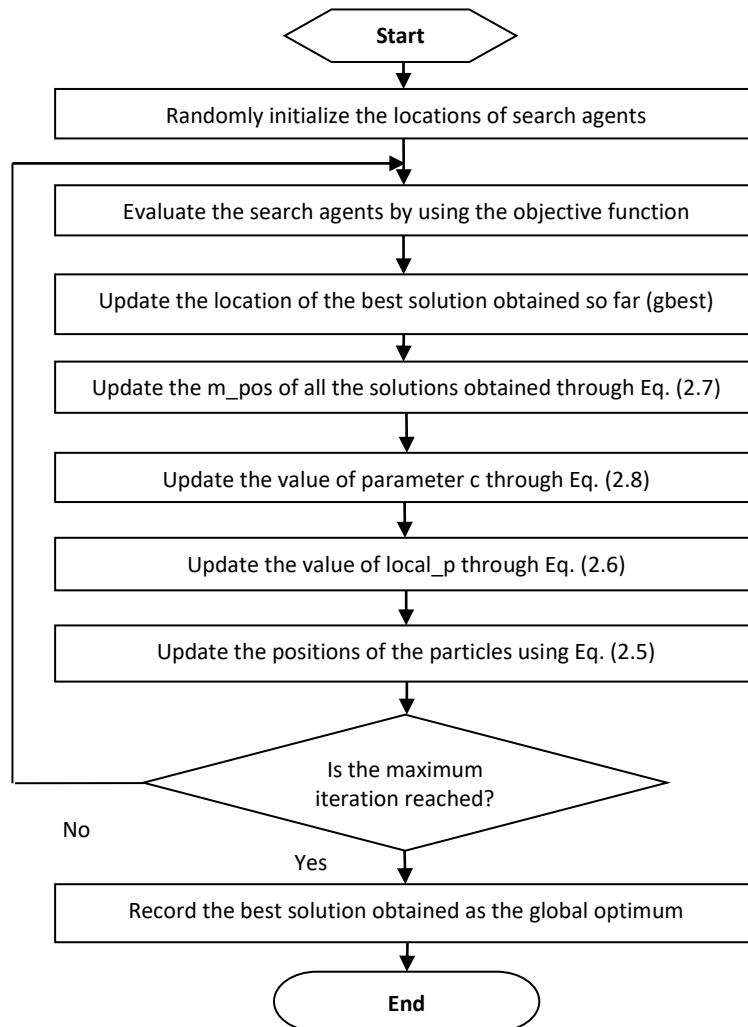 Start
Randomly initialize the locations of search agents
Evaluate the search agents by using the objective function
Update the location of the best solution obtained so far (gbest)
Update the m_pos of all the solutions obtained through Eq. (2.7)
Update the value of parameter c through Eq. (2.8)
Update the value of local_p through Eq. (2.6)
Update the positions of the particles using Eq. (2.5)
Is the maximum
iteration reached?
No
Yes
Record the best solution obtained as the global optimum
End